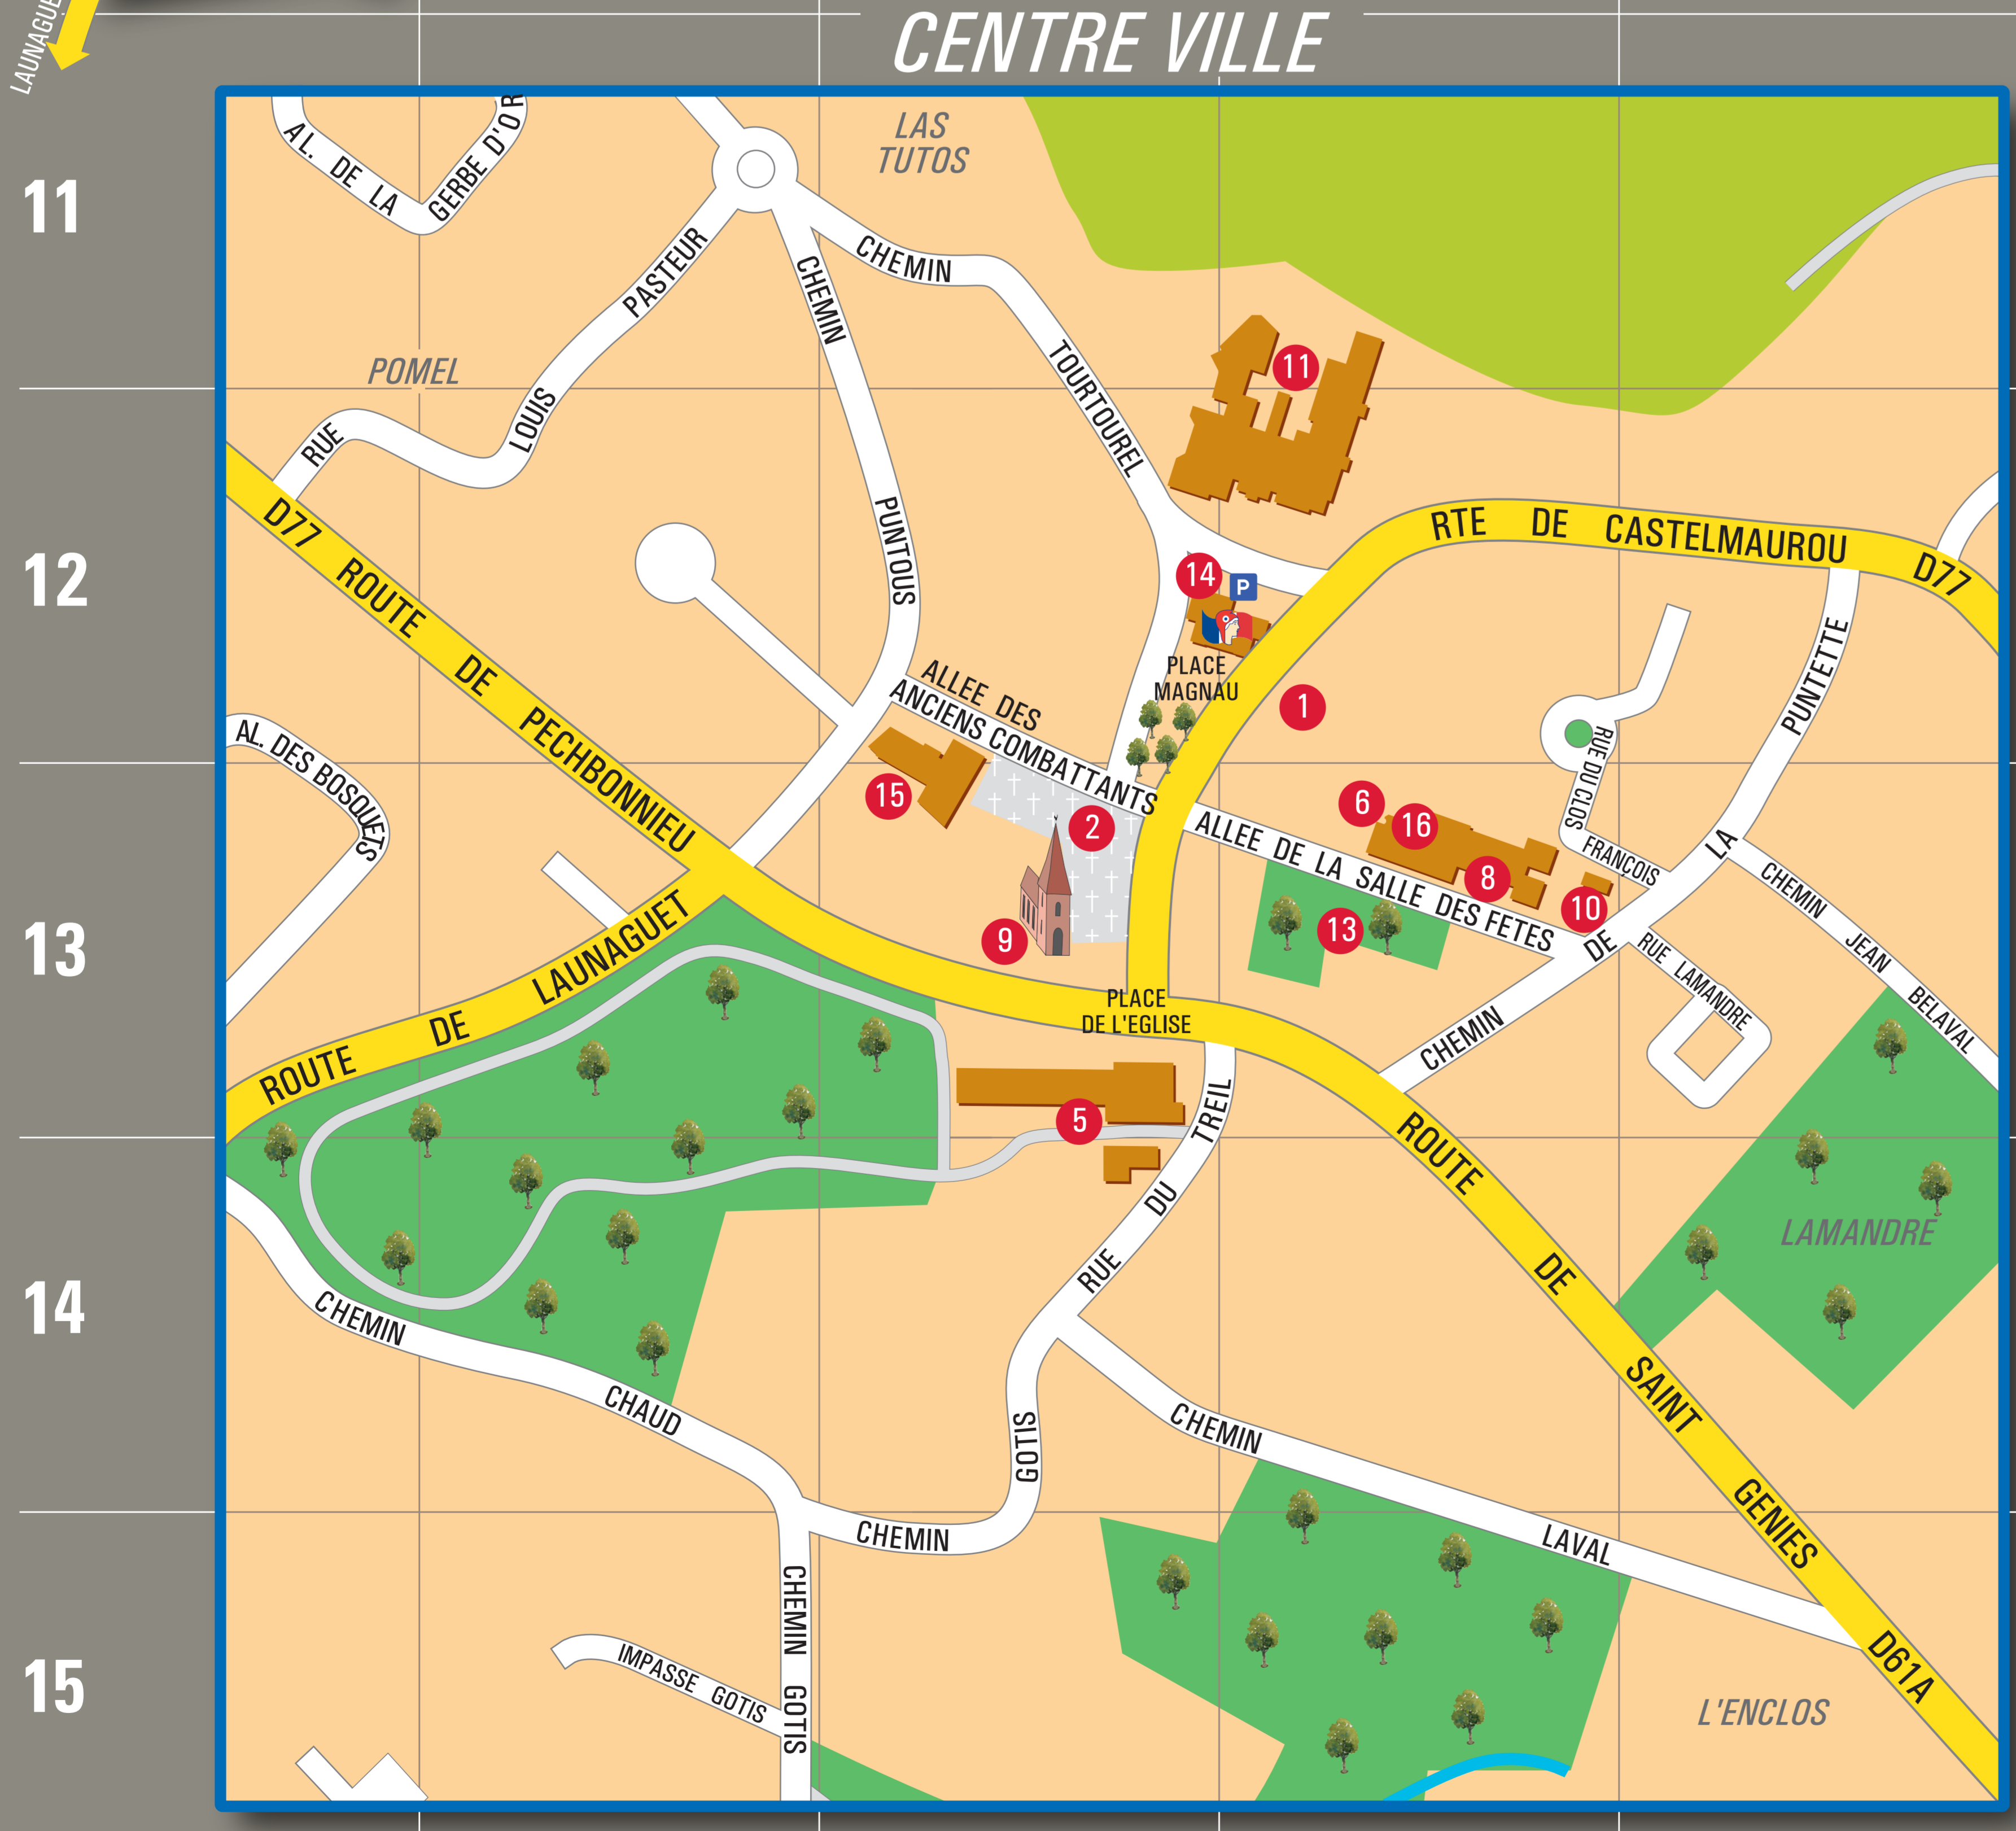 LAUNAGUE
CENTRE VILLE
11
12
13
14
15
LAS
TUTOS
AL. DE LA GERBE D'OR
POMEL
RUE LOUIS PASTEUR
CHEMIN PUNTOUS
CHEMIN TOURTOUREL
11
D77 ROUTE DE PECHBONNIEU
RTE DE CASTELMAUROU D77
14
P
PLACE
MAGNAU
1
ALLEE DES
ANCIENS COMBATTANTS
AL. DES BOSQUETS
15
2
9
6
16
8
10
13
ALLEE DE LA SALLE DES FETES
RUE DU CLOS FRANCOIS
CHEMIN DE LA PUNTETTE
CHEMIN JEAN BELAVAL
RUE LAMANDRE
ROUTE DE LAUNAGUET
PLACE
DE L'EGLISE
5
RUE DU TREIL
LAMANDRE
ROUTE DE SAINT GENIES D61A
CHEMIN CHAUD
CHEMIN GOTIS
CHEMIN LAVAL
CHEMIN GOTIS
IMPASSE GOTIS
L'ENCLOS